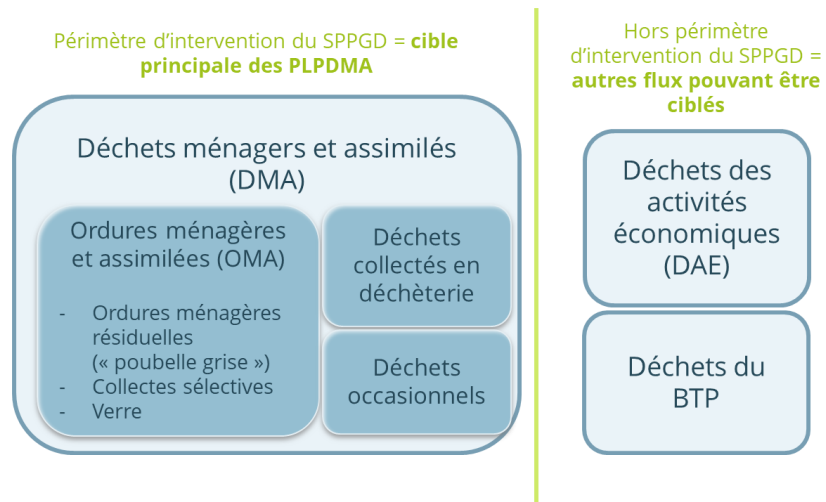 Périmètre d'intervention du SPPGD = cible
principale des PLPDMA
Déchets ménagers et assimilés
(DMA)
Ordures ménagères
et assimilées (OMA)
- Ordures ménagères
résiduelles
(« poubelle grise »)
- Collectes sélectives
- Verre
Déchets
collectés en
déchèterie
Déchets
occasionnels
Hors périmètre
d'intervention du SPPGD =
autres flux pouvant être
ciblés
Déchets des
activités
économiques
(DAE)
Déchets du
BTP